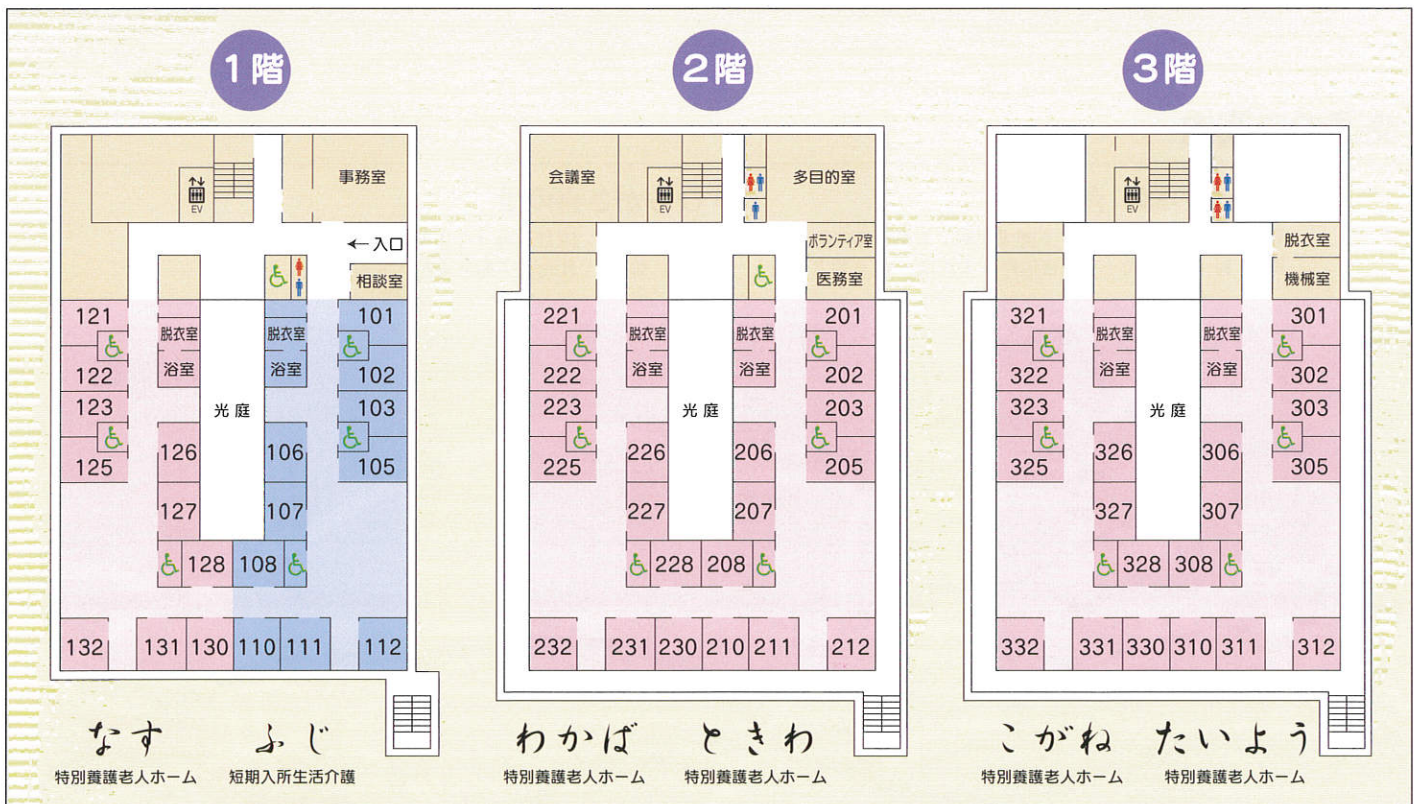 1階
事務室
EV
←入口
相談室
121
脱衣室
脱衣室
101
122
浴室
浴室
102
123
光庭
103
125
126
106
105
127
107
128
108
132
131
130
110
111
112
なす
ふじ
特別養護老人ホーム
短期入所生活介護
2階
会議室
EV
多目的室
ボランティア室
医務室
221
脱衣室
脱衣室
201
222
浴室
浴室
202
223
光庭
203
225
226
206
205
227
207
228
208
232
231
230
210
211
212
わかば
ときわ
特別養護老人ホーム
特別養護老人ホーム
3階
EV
脱衣室
機械室
321
脱衣室
脱衣室
301
322
浴室
浴室
302
323
光庭
303
325
326
306
305
327
307
328
308
332
331
330
310
311
312
こがね
たいよう
特別養護老人ホーム
特別養護老人ホーム